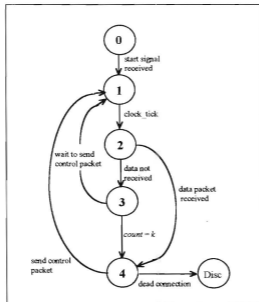 0
start signal
received
1
clock_tick
2
wait to send
control packet
data not
received
data packet
received
3
count = k
send control
packet
4
dead connection
Disc